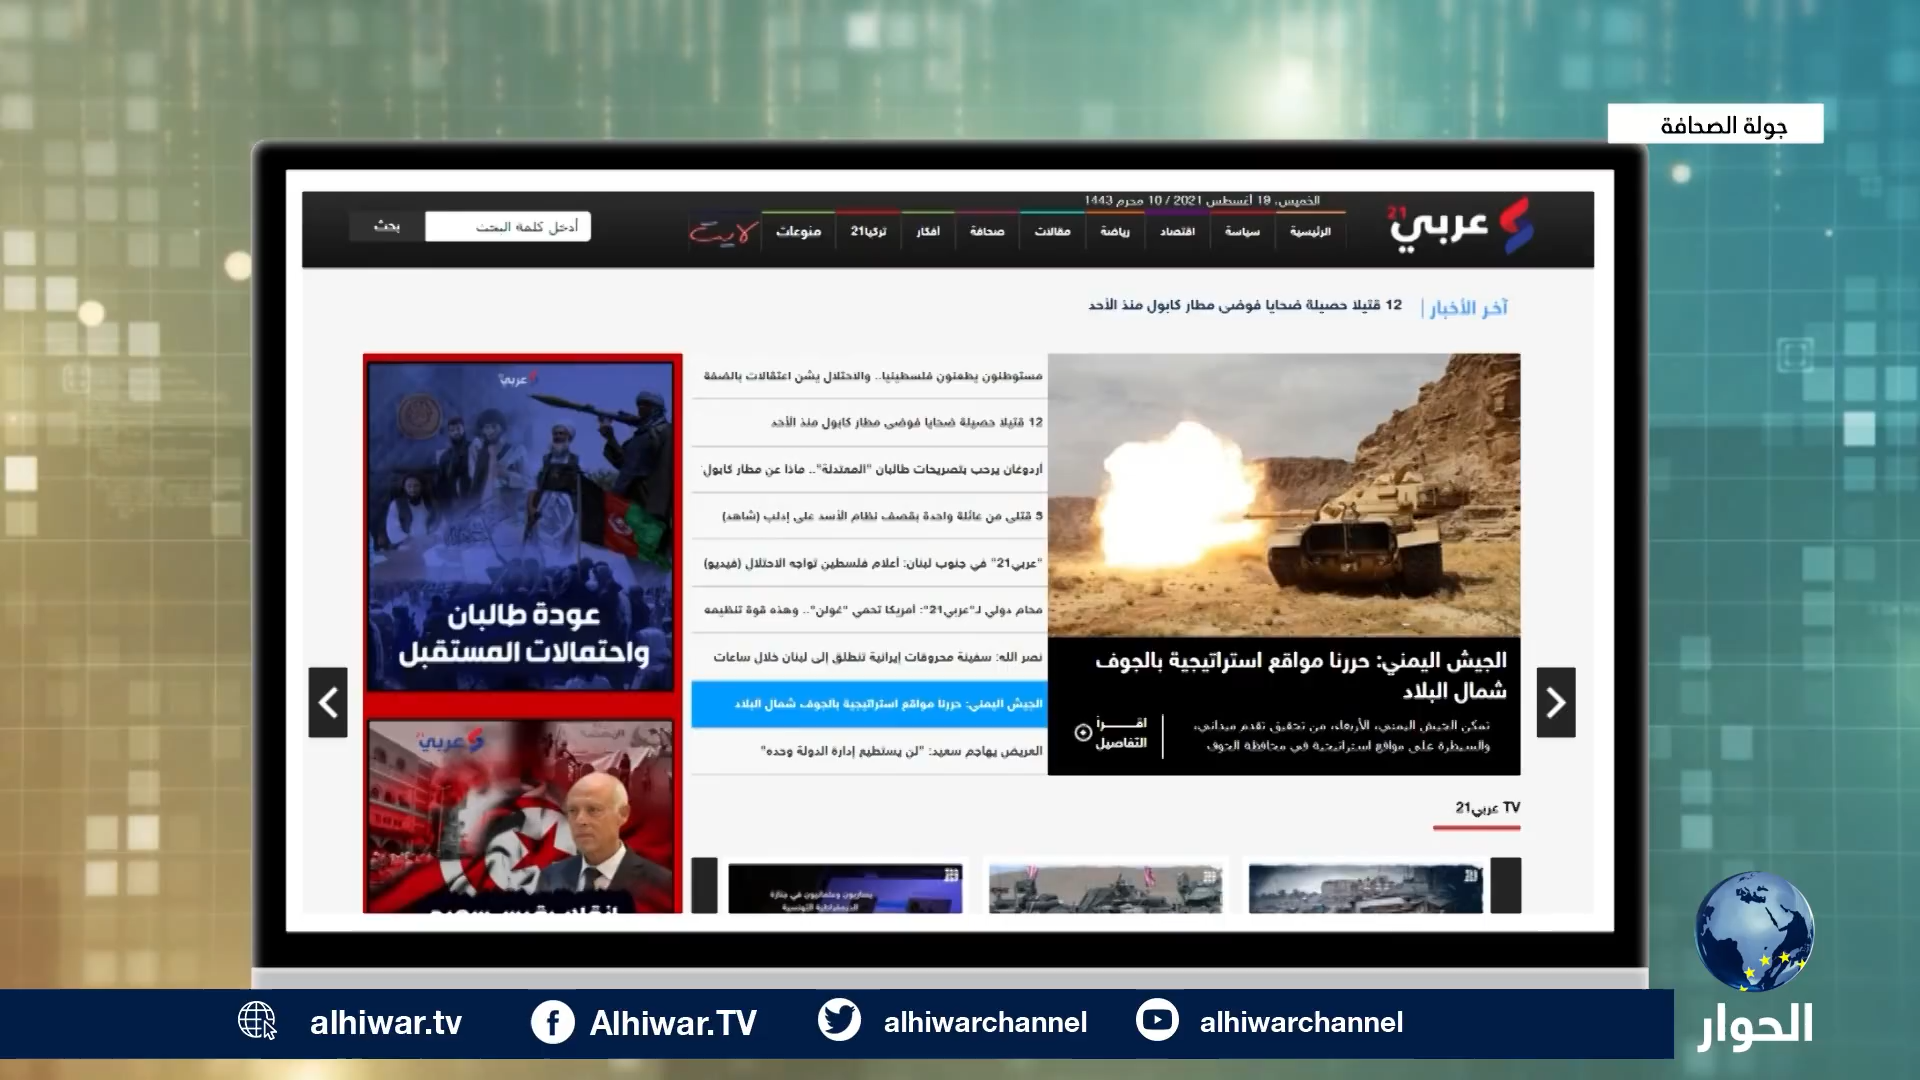 جولة الصحافة
الخميس، 19 أغسطس 2021 / 10 محرم 1443
عربي 21
الرئيسية
سياسة
اقتصاد
رياضة
مقالات
صحافة
أفكار
تركيا21
منوعات
لايت
أدخل كلمة البحث
بحث
آخر الأخبار
12 قتيلا حصيلة ضحايا فوضى مطار كابول منذ الأحد
الجيش اليمني: حررنا مواقع استراتيجية بالجوف
شمال البلاد
تمكن الجيش اليمني، الأربعاء، من تحقيق تقدم ميداني،
والسيطرة على مواقع استراتيجية في محافظة الجوف
اقــــرأ
التفاصيل
مستوطنون يطعنون فلسطينيا.. والاحتلال يشن اعتقالات بالضفة
12 قتيلا حصيلة ضحايا فوضى مطار كابول منذ الأحد
أردوغان يرحب بتصريحات طالبان "المعتدلة".. ماذا عن مطار كابول
5 قتلى من عائلة واحدة بقصف نظام الأسد على إدلب (شاهد)
"عربي21" في جنوب لبنان: أعلام فلسطين تواجه الاحتلال (فيديو)
محام دولي لـ"عربي21": أمريكا تحمي "غولن".. وهذه قوة تنظيمه
نصر الله: سفينة محروقات إيرانية تنطلق إلى لبنان خلال ساعات
الجيش اليمني: حررنا مواقع استراتيجية بالجوف شمال البلاد
العريض يهاجم سعيد: "لن يستطيع إدارة الدولة وحده"
عربي
عودة طالبان
واحتمالات المستقبل
عربي
TV عربي21
يساريون وعلمانيون في جنازة
الديمقراطية التونسية
alhiwar.tv
Alhiwar.TV
alhiwarchannel
alhiwarchannel
الحوار